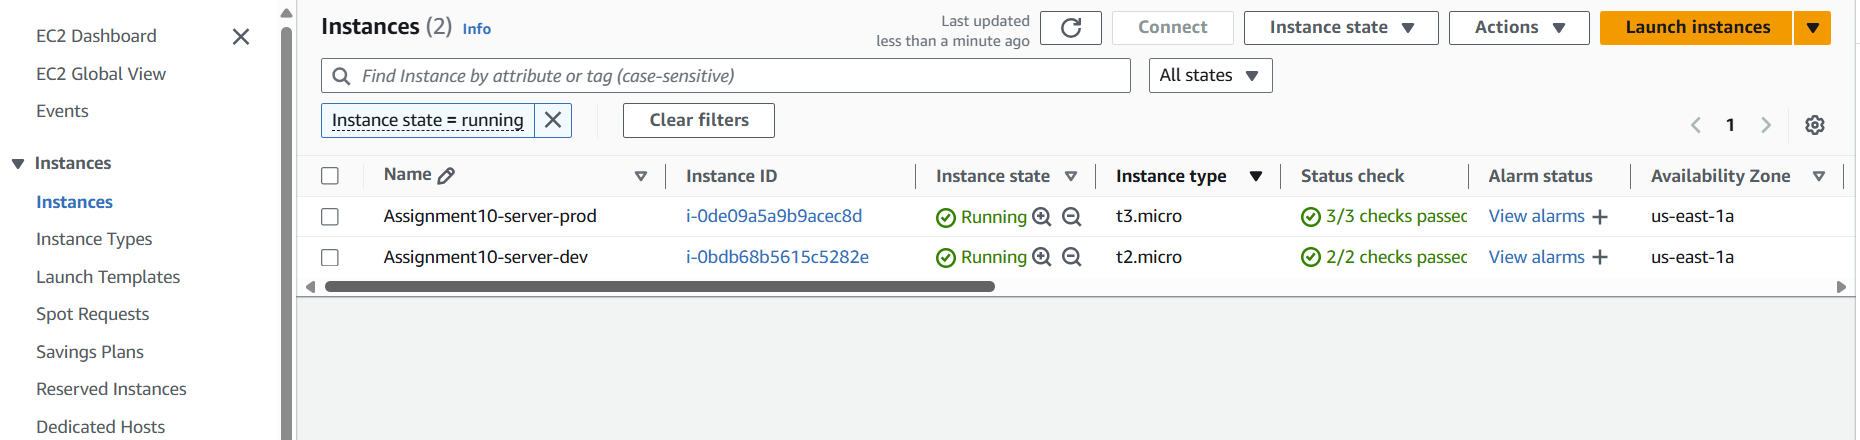 EC2 Dashboard
EC2 Global View
Events
Instances
Instances
Instance Types
Launch Templates
Spot Requests
Savings Plans
Reserved Instances
Dedicated Hosts
Instances (2) Info
Last updated
less than a minute ago
Connect
Instance state
Actions
Launch instances
Find Instance by attribute or tag (case-sensitive)
All states
Instance state = running
Clear filters
1
Name Instance ID Instance state Instance type Status check Alarm status Availability Zone
Assignment10-server-prod i-0de09a5a9b9acec8d Running t3.micro 3/3 checks passec View alarms + us-east-1a
Assignment10-server-dev i-0bdb68b5615c5282e Running t2.micro 2/2 checks passec View alarms + us-east-1a